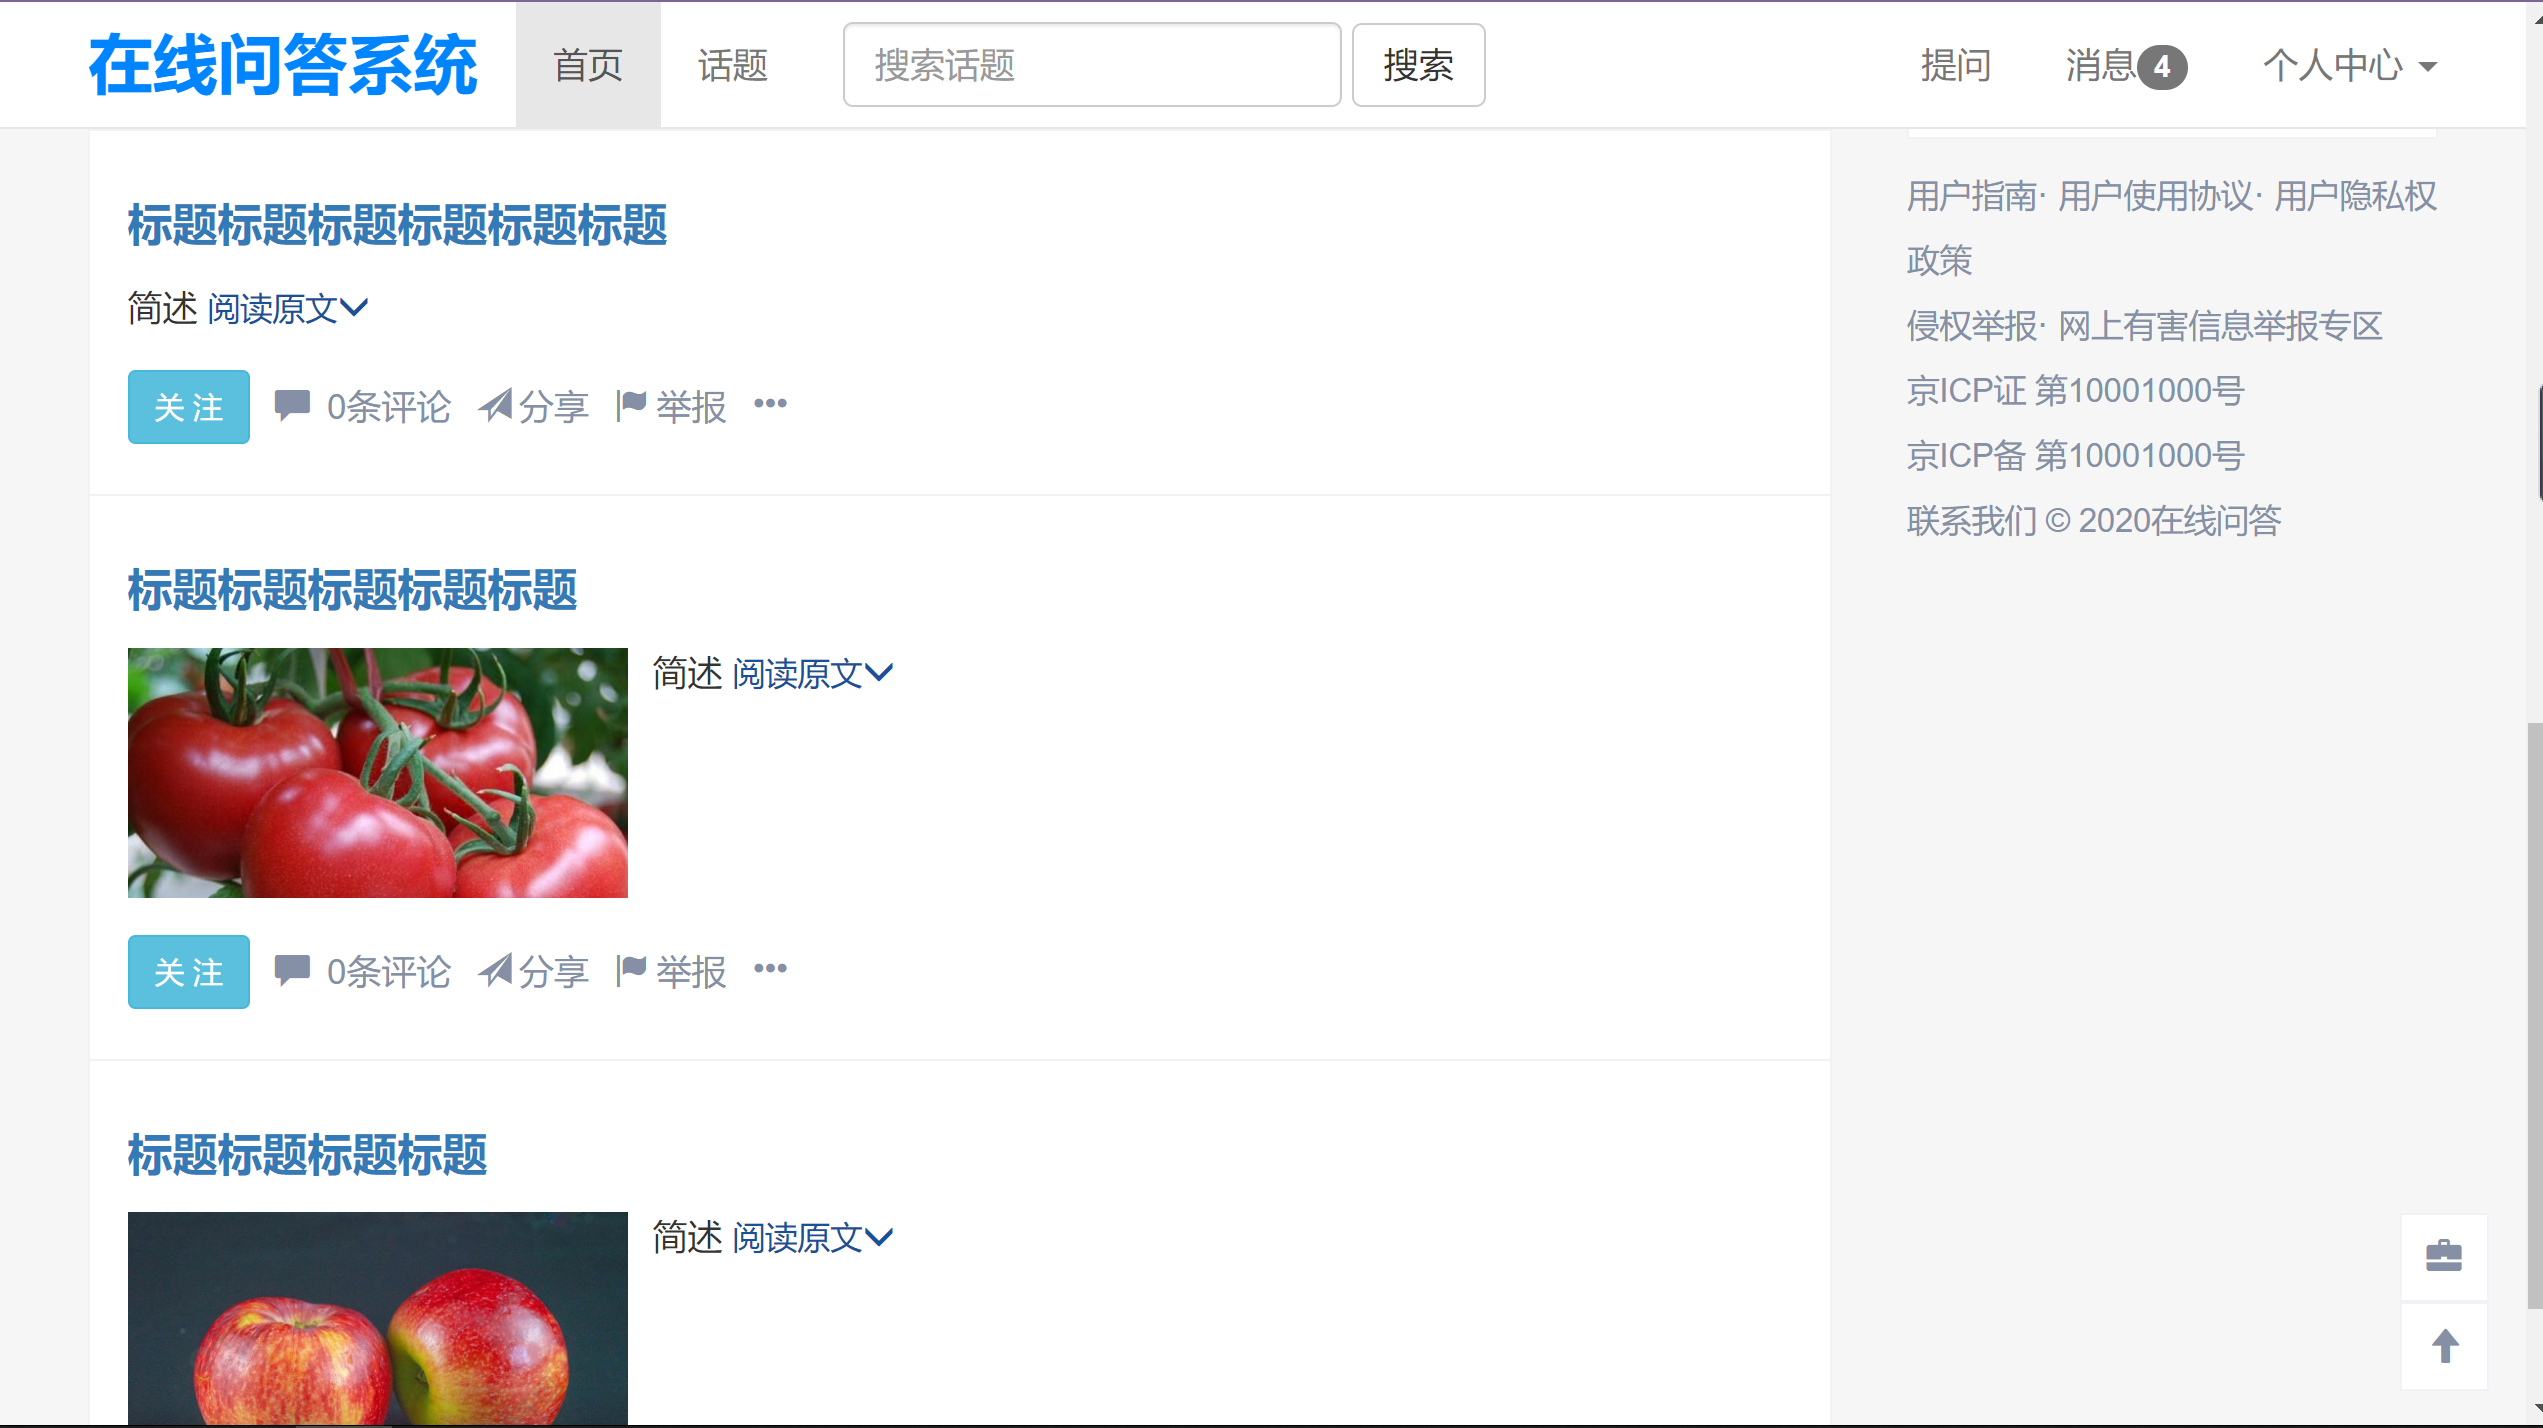 在线问答系统 首页 话题 搜索话题 搜索 提问 消息4 个人中心
标题标题标题标题标题标题
简述 阅读原文
关注 0条评论 分享 举报
标题标题标题标题标题
简述 阅读原文
关注 0条评论 分享 举报
标题标题标题标题
简述 阅读原文
用户指南· 用户使用协议· 用户隐私权
政策
侵权举报· 网上有害信息举报专区
京ICP证 第10001000号
京ICP备 第10001000号
联系我们 © 2020在线问答